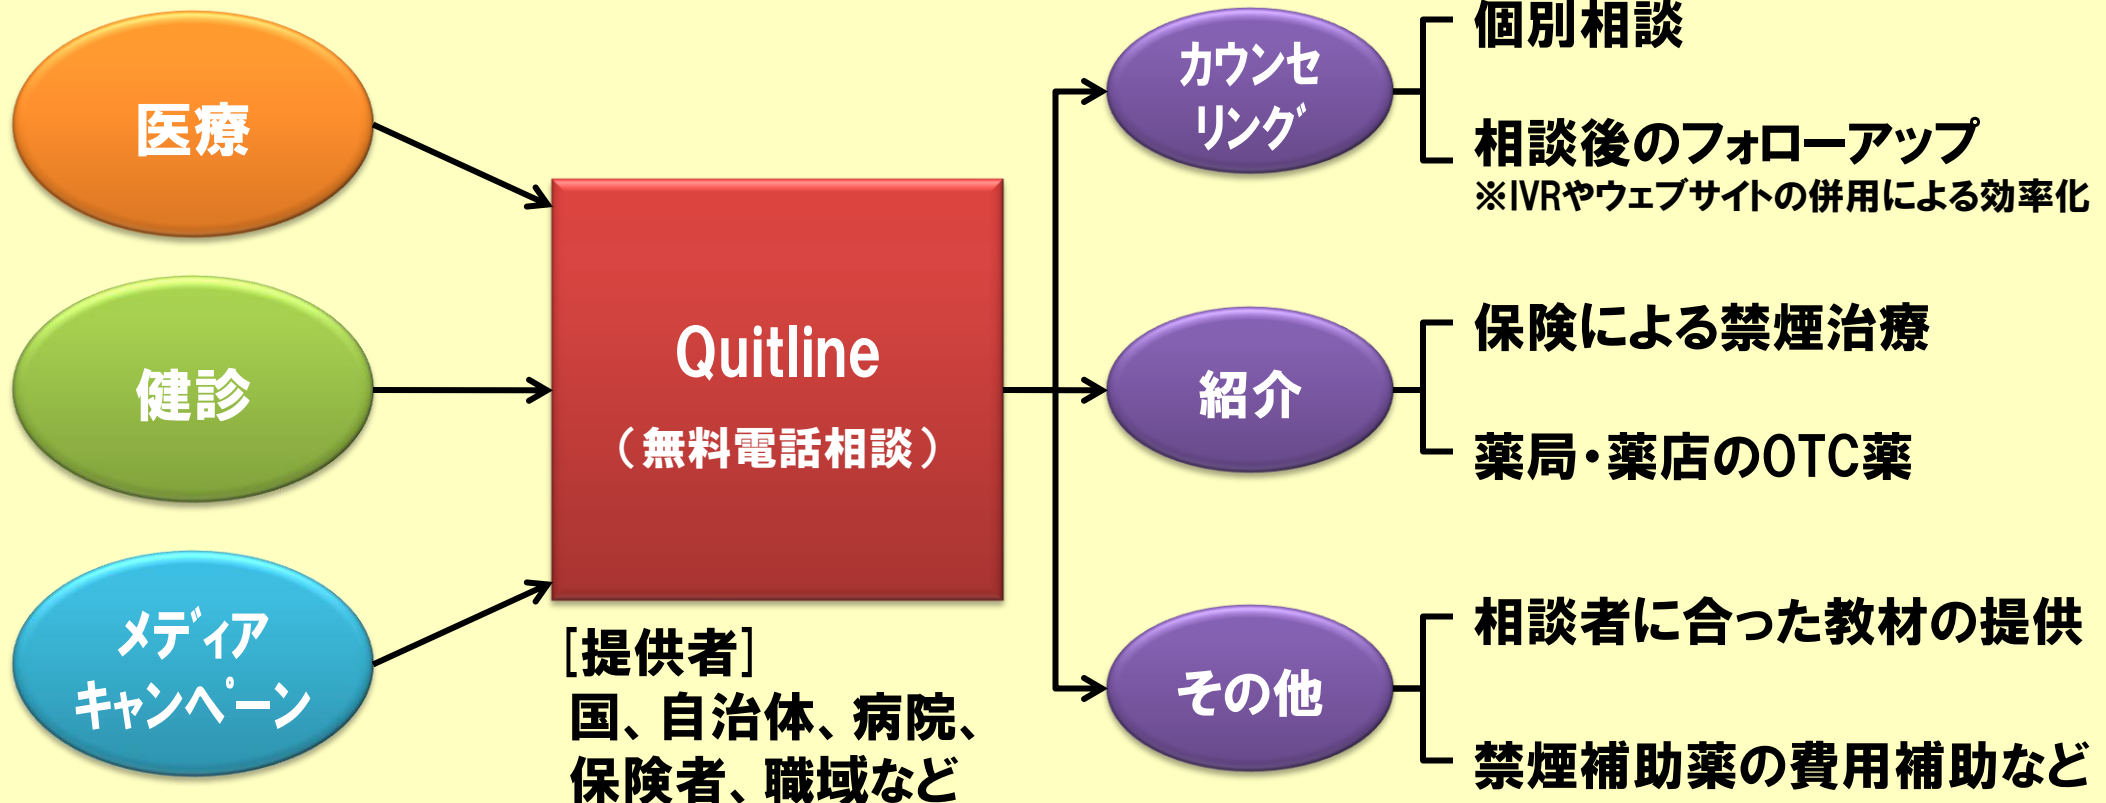 医療
健診
メディア
キャンペーン
Quitline
（無料電話相談）
[提供者]
国、自治体、病院、
保険者、職域など
カウンセ
リング
個別相談
相談後のフォローアップ
※IVRやウェブサイトの併用による効率化
紹介
保険による禁煙治療
薬局・薬店のOTC薬
その他
相談者に合った教材の提供
禁煙補助薬の費用補助など